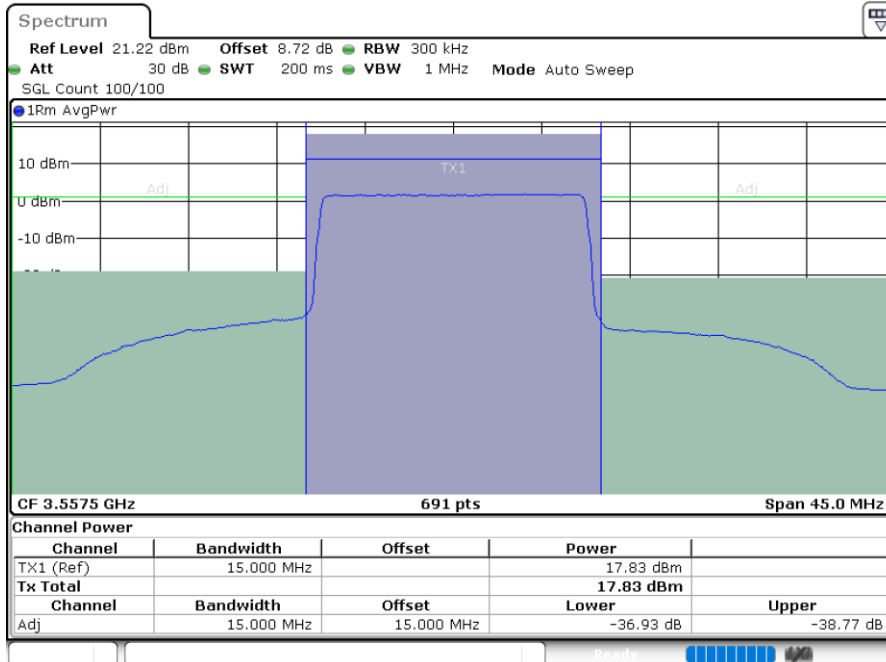 Spectrum
Ref Level 21.22 dBm Offset 8.72 dB RBW 300 kHz
Att 30 dB SWT 200 ms VBW 1 MHz Mode Auto Sweep
SGL Count 100/100
1Rm AvgPwr
10 dBm
TX1
Adj Adj
0 dBm
-10 dBm
CF 3.5575 GHz 691 pts Span 45.0 MHz
Channel Power
Channel Bandwidth Offset Power
TX1 (Ref) 15.000 MHz 17.83 dBm
Tx Total 17.83 dBm
Channel Bandwidth Offset Lower Upper
Adj 15.000 MHz 15.000 MHz -36.93 dB -38.77 dB
Ready